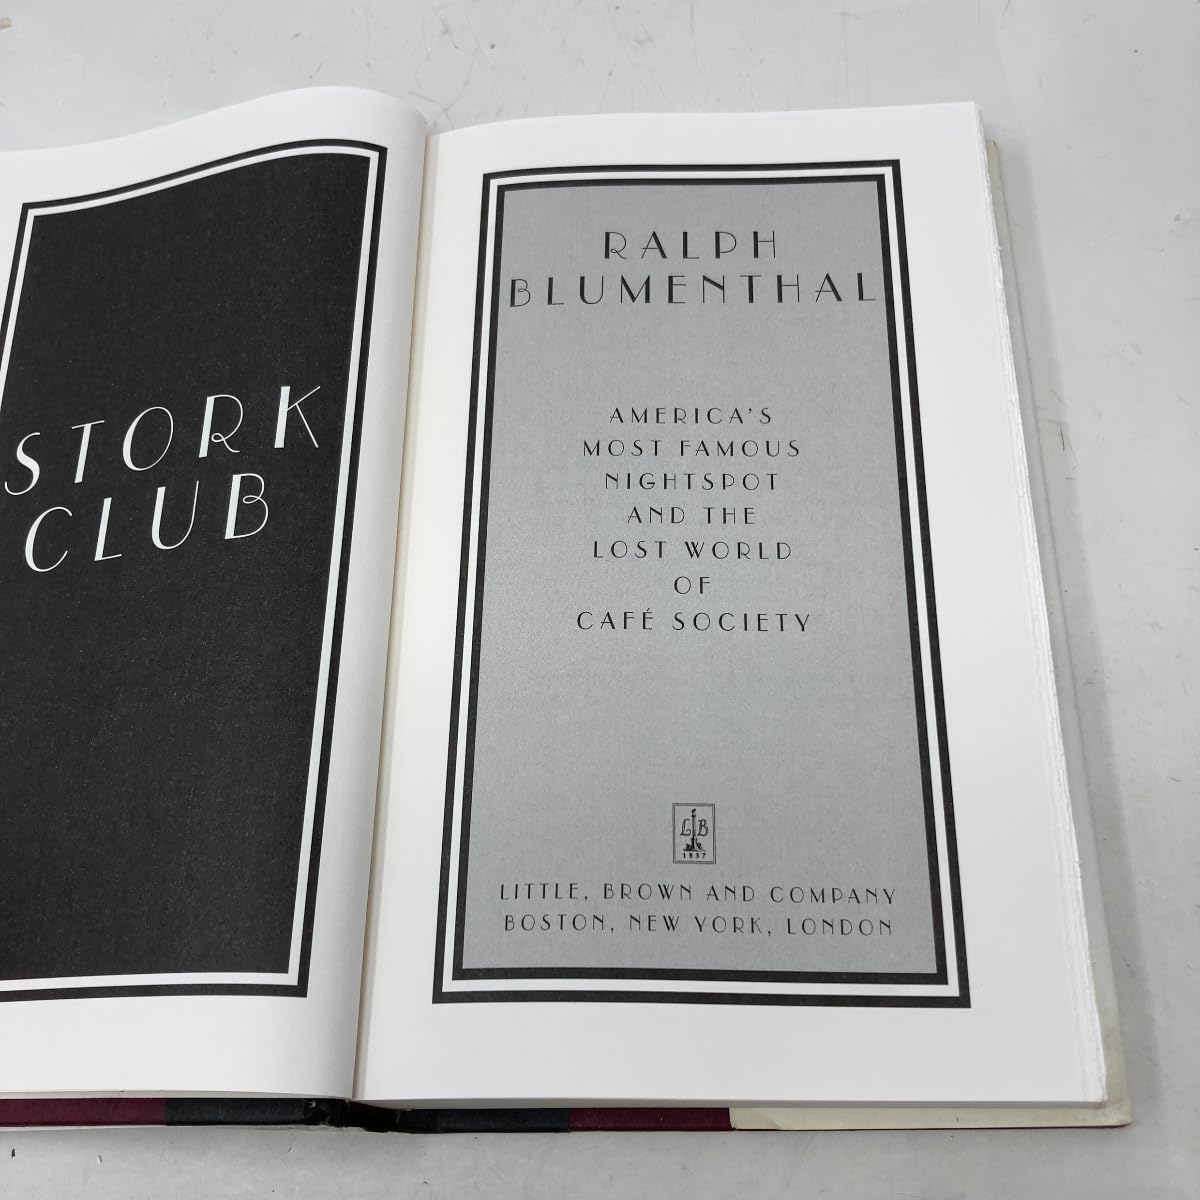 STORK
CLUB
RALPH
BLUMENTHAL
AMERICA'S
MOST FAMOUS
NIGHTSPOT
AND THE
LOST WORLD
OF
CAFÉ SOCIETY
L B
1837
LITTLE, BROWN AND COMPANY
BOSTON, NEW YORK, LONDON